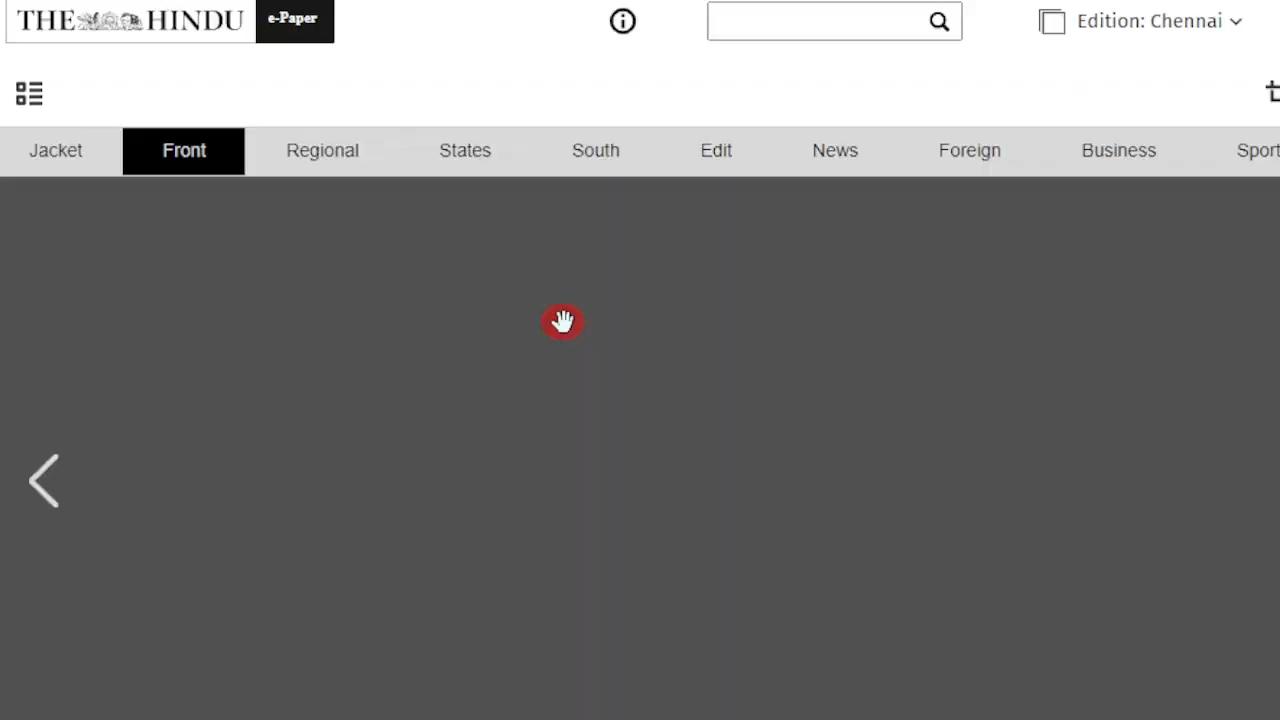 THE HINDU
e-Paper
Edition: Chennai
Jacket
Front
Regional
States
South
Edit
News
Foreign
Business
Sport